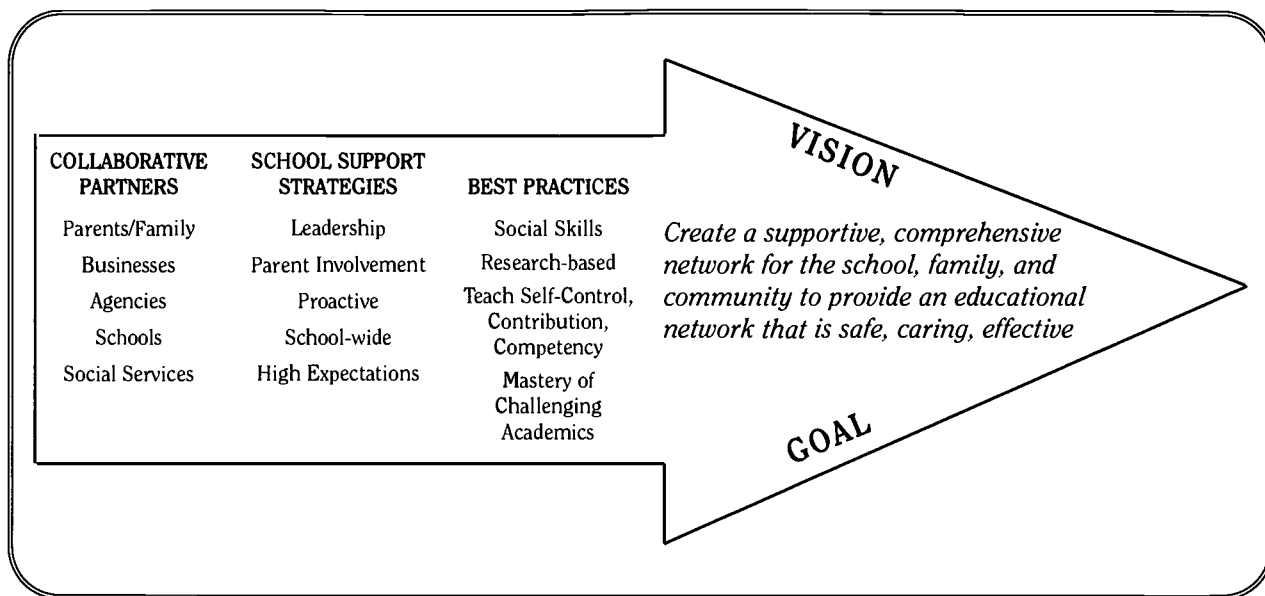 COLLABORATIVE
PARTNERS
Parents/Family
Businesses
Agencies
Schools
Social Services
SCHOOL SUPPORT
STRATEGIES
Leadership
Parent Involvement
Proactive
School-wide
High Expectations
BEST PRACTICES
Social Skills
Research-based
Teach Self-Control,
Contribution,
Competency
Mastery of
Challenging
Academics
VISION
Create a supportive, comprehensive
network for the school, family, and
community to provide an educational
network that is safe, caring, effective
GOAL